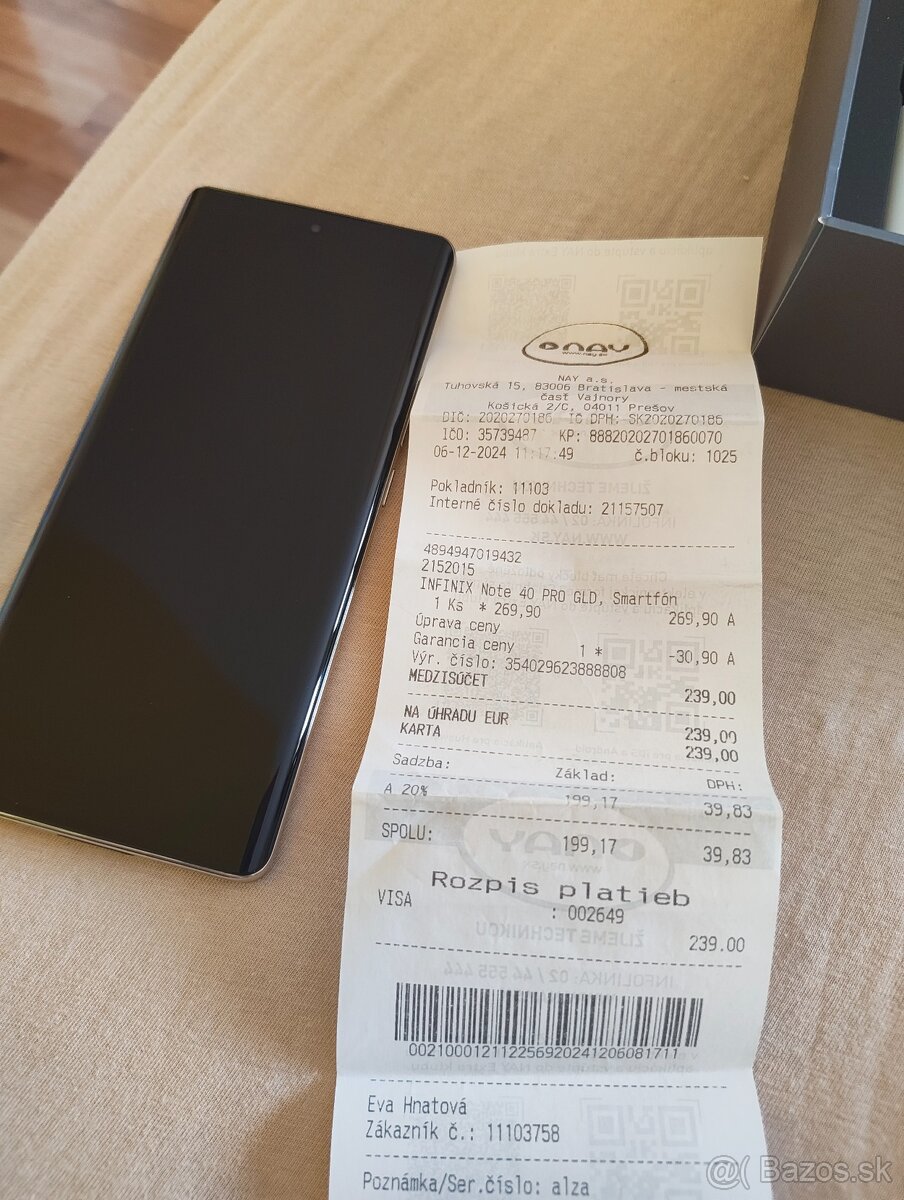 NAY
www.nay.sk
NAY a.s.
Tuhovská 15, 83006 Bratislava - mestská
časť Vajnory
Košická 2/C, 04011 Prešov
DIČ: 2020270186 IČ DPH: SK2020270186
IČO: 35739487 KP: 88820202701860070
06-12-2024 11:17:49 č.bloku: 1025
Pokladník: 11103
Interné číslo dokladu: 21157507
4894947019432
2152015
INFINIX Note 40 PRO GLD, Smartfón
1 Ks * 269,90 269,90 A
Úprava ceny
Garancia ceny 1 * -30,90 A
Výr. číslo: 354029623888808
MEDZISÚČET 239,00
NA ÚHRADU EUR 239,00
KARTA 239,00
Sadzba: Základ: DPH:
A 20% 199,17 39,83
SPOLU: 199,17 39,83
Rozpis platieb
VISA : 002649 239.00
Eva Hnatová
Zákazník č.: 11103758
Poznámka/Ser.číslo: alza
@( Bazos.sk